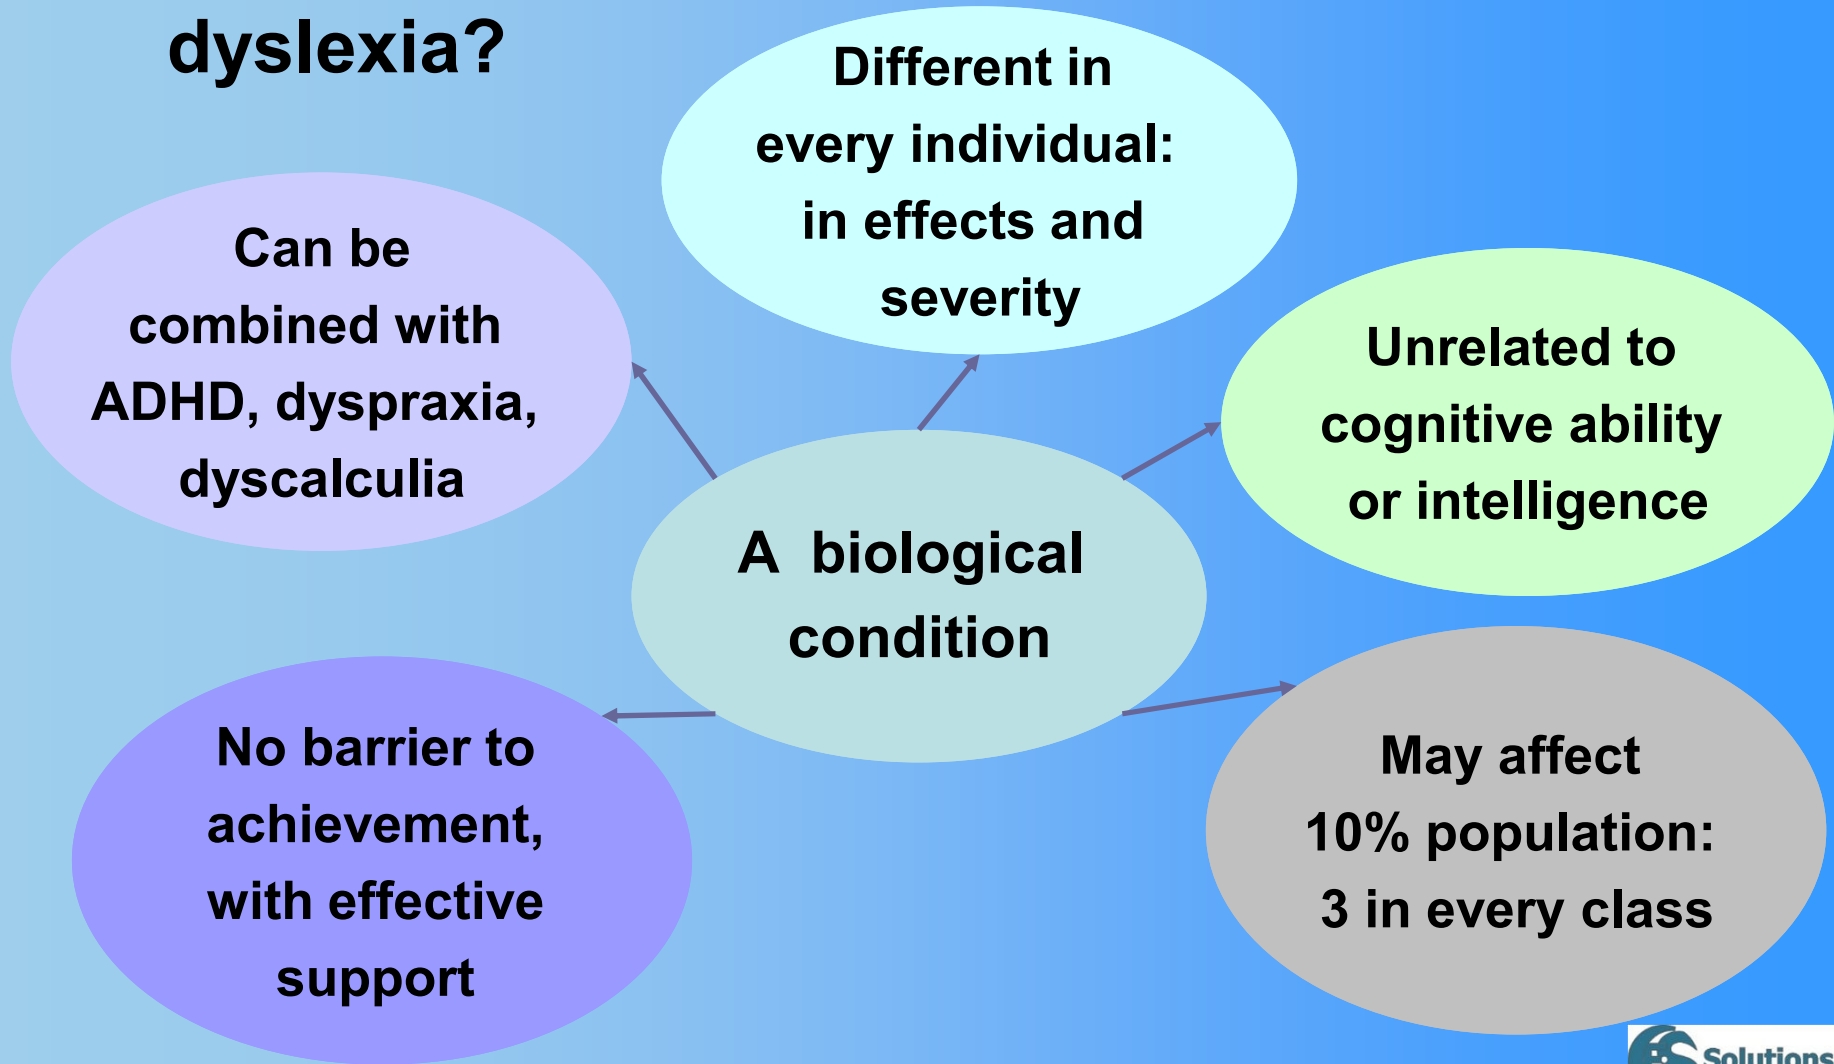 dyslexia?
Different in
every individual:
in effects and
severity
Can be
combined with
ADHD, dyspraxia,
dyscalculia
Unrelated to
cognitive ability
or intelligence
A biological
condition
No barrier to
achievement,
with effective
support
May affect
10% population:
3 in every class
Solutions